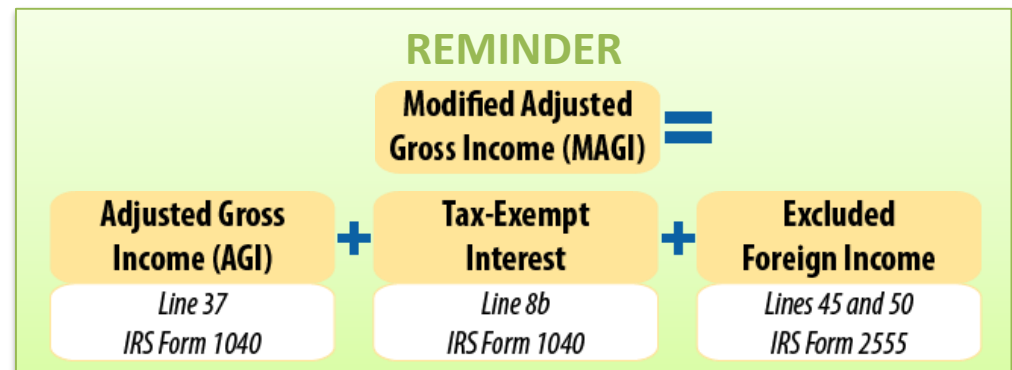 REMINDER
Modified Adjusted
Gross Income (MAGI)
=
Adjusted Gross
Income (AGI)
+
Tax-Exempt
Interest
+
Excluded
Foreign Income
Line 37
IRS Form 1040
Line 8b
IRS Form 1040
Lines 45 and 50
IRS Form 2555